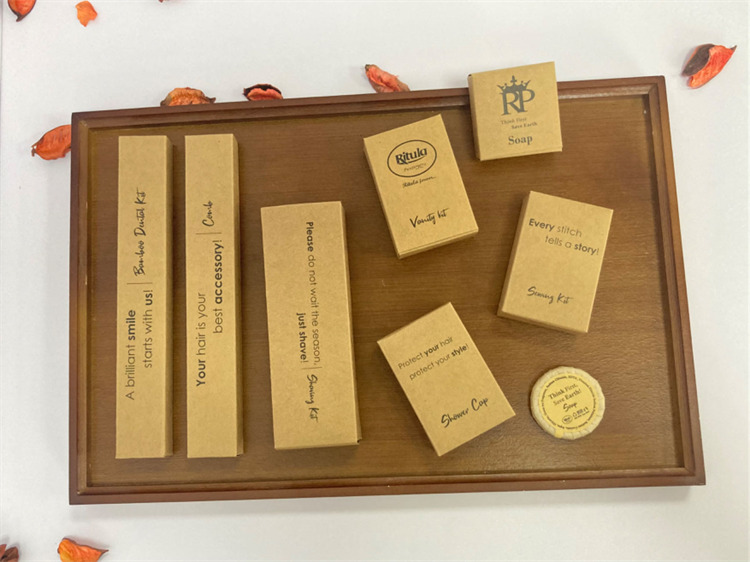 A brilliant smile
starts with us!
Bamboo Dental Kit
Your hair is your
best accessory!
Comb
Please do not wait the season,
just shave!
Shaving Kit
Ritula
Vanity kit
RP
Think First,
Save Earth.
Soap
Every stitch
tells a story!
Sewing Kit
Protect your hair
protect your style!
Shower Cap
Think First,
Save Earth!
Soap